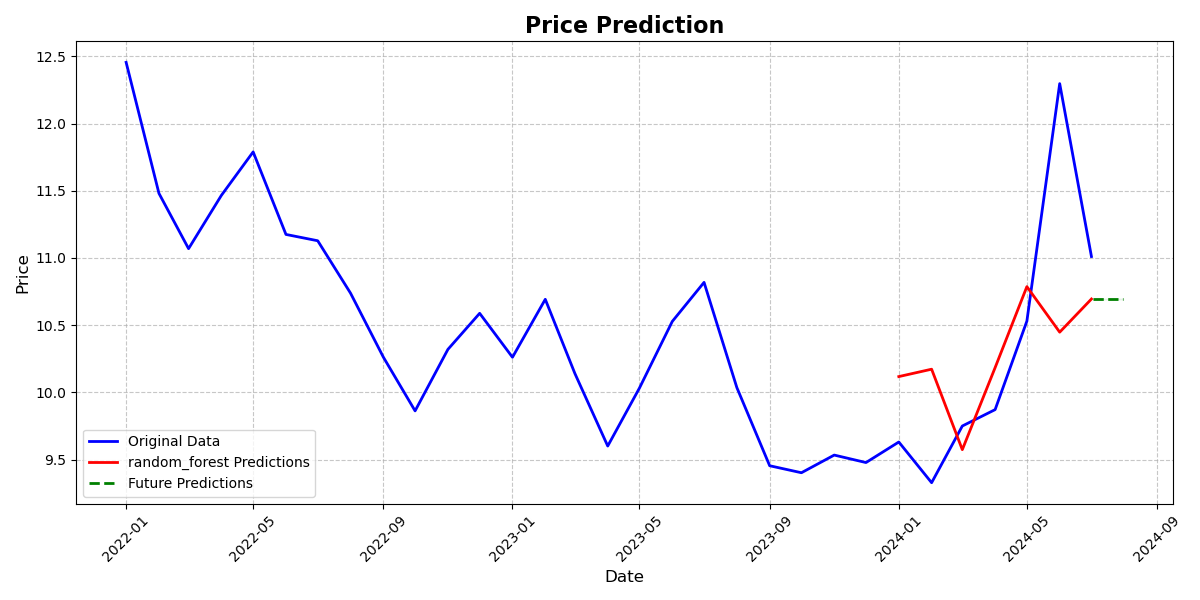 Price Prediction
12.5
12.0
11.5
11.0
10.5
10.0
9.5
Price
Original Data
random_forest Predictions
Future Predictions
2022-01
2022-05
2022-09
2023-01
2023-05
2023-09
2024-01
2024-05
2024-09
Date